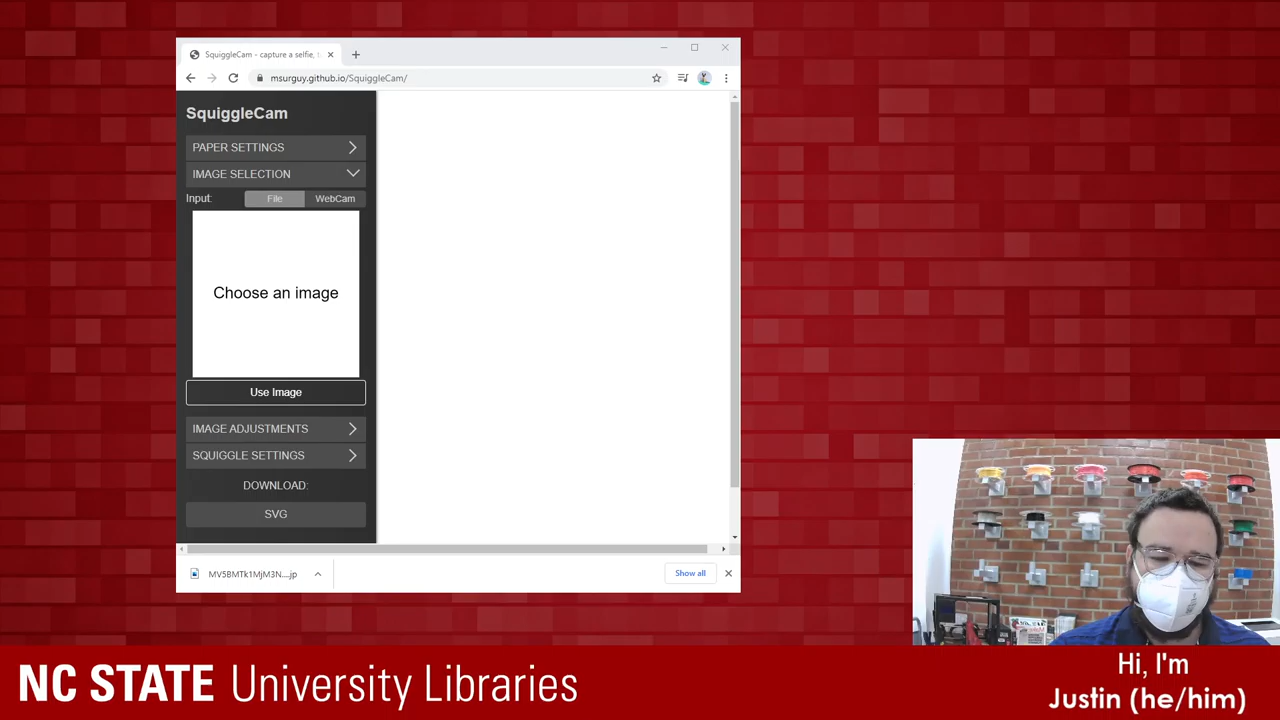 SquiggleCam - capture a selfie, t
msurguy.github.io/SquiggleCam/
SquiggleCam
PAPER SETTINGS
IMAGE SELECTION
Input:
File
WebCam
Choose an image
Use Image
IMAGE ADJUSTMENTS
SQUIGGLE SETTINGS
DOWNLOAD:
SVG
MV5BMTk1MjM3N....jp
Show all
NC STATE University Libraries
Hi, I'm
Justin (he/him)